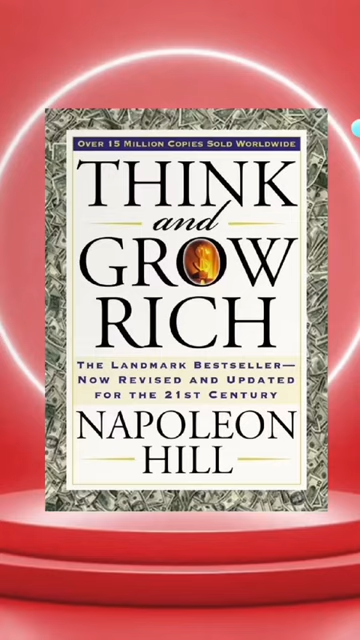 OVER 15 MILLION COPIES SOLD WORLDWIDE
THINK
and
GROW
RICH
THE LANDMARK BESTSELLER—
NOW REVISED AND UPDATED
FOR THE 21ST CENTURY
NAPOLEON
HILL